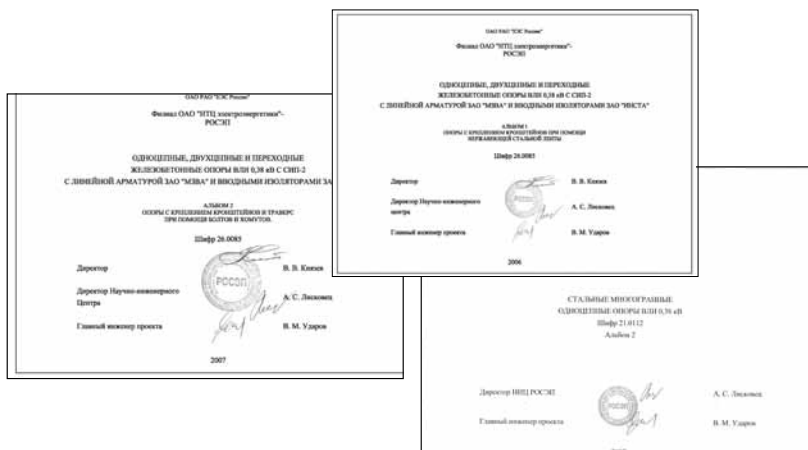 ОАО РАО "ЕЭС России"
Филиал ОАО "НТЦ электроэнергетики"-
РОСЭП
ОДНОЦЕПНЫЕ, ДВУХЦЕПНЫЕ И ПЕРЕХОДНЫЕ
ЖЕЛЕЗОБЕТОННЫЕ ОПОРЫ ВЛИ 0,38 кВ С СИП-2
С ЛИНЕЙНОЙ АРМАТУРОЙ ЗАО "МЗВА" И ВВОДНЫМИ ИЗОЛЯТОРАМИ ЗА
АЛЬБОМ 2
ОПОРЫ С КРЕПЛЕНИЕМ КРОНШТЕЙНОВ И ТРАВЕРС
ПРИ ПОМОЩИ БОЛТОВ И ХОМУТОВ.
Шифр 26.0085
Директор В. В. Князев
Директор Научно-инженерного
Центра А. С. Лисковец
Главный инженер проекта В. М. Ударов
РОСЭП
2007
ОАО РАО "ЕЭС России"
Филиал ОАО "НТЦ электроэнергетики"-
РОСЭП
ОДНОЦЕПНЫЕ, ДВУХЦЕПНЫЕ И ПЕРЕХОДНЫЕ
ЖЕЛЕЗОБЕТОННЫЕ ОПОРЫ ВЛИ 0,38 кВ С СИП-2
С ЛИНЕЙНОЙ АРМАТУРОЙ ЗАО "МЗВА" И ВВОДНЫМИ ИЗОЛЯТОРАМИ ЗАО "ИНСТА"
АЛЬБОМ 1
ОПОРЫ С КРЕПЛЕНИЕМ КРОНШТЕЙНОВ ПРИ ПОМОЩИ
НЕРЖАВЕЮЩЕЙ СТАЛЬНОЙ ЛЕНТЫ
Шифр 26.0085
Директор В. В. Князев
Директор Научно-инженерного
центра А. С. Лисковец
Главный инженер проекта В. М. Ударов
2006
СТАЛЬНЫЕ МНОГОГРАННЫЕ
ОДНОЦЕПНЫЕ ОПОРЫ ВЛИ 0,38 кВ
Шифр 21.0112
Альбом 2
Директор НИЦ РОСЭП А. С. Лисковец
Главный инженер проекта В. М. Ударов
РОСЭП